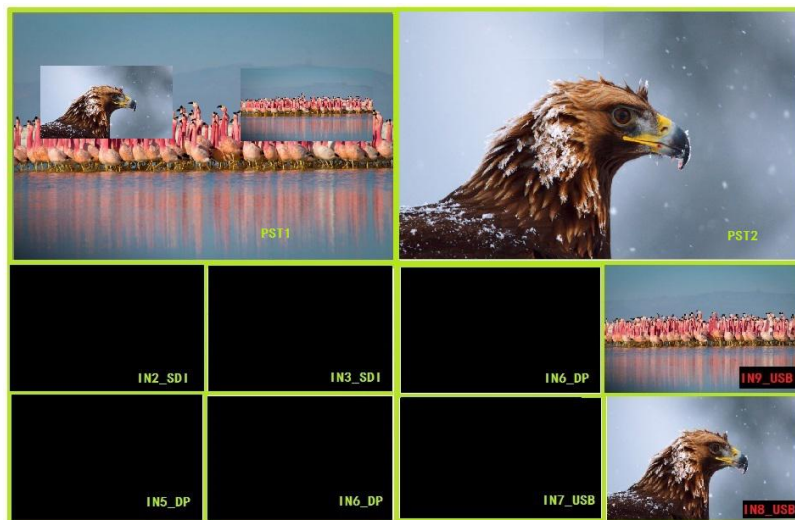 PST1
PST2
IN2_SDI
IN3_SDI
IN6_DP
IN9_USB
IN5_DP
IN6_DP
IN7_USB
IN8_USB